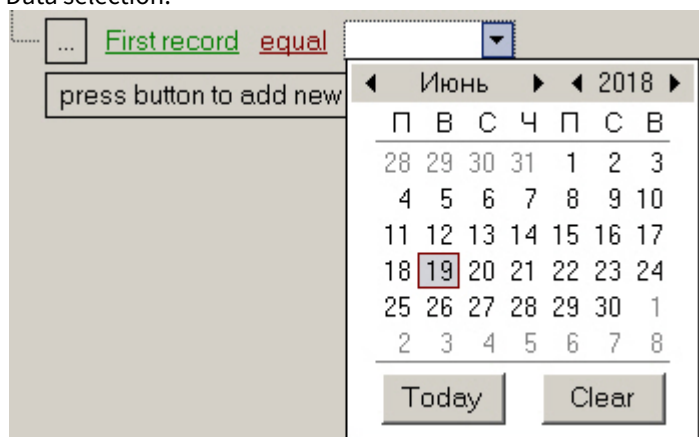 Data selection:
... First record equal
press button to add new
Июнь 2018
П В С Ч П С В
28 29 30 31 1 2 3
4 5 6 7 8 9 10
11 12 13 14 15 16 17
18 19 20 21 22 23 24
25 26 27 28 29 30 1
2 3 4 5 6 7 8
Today Clear